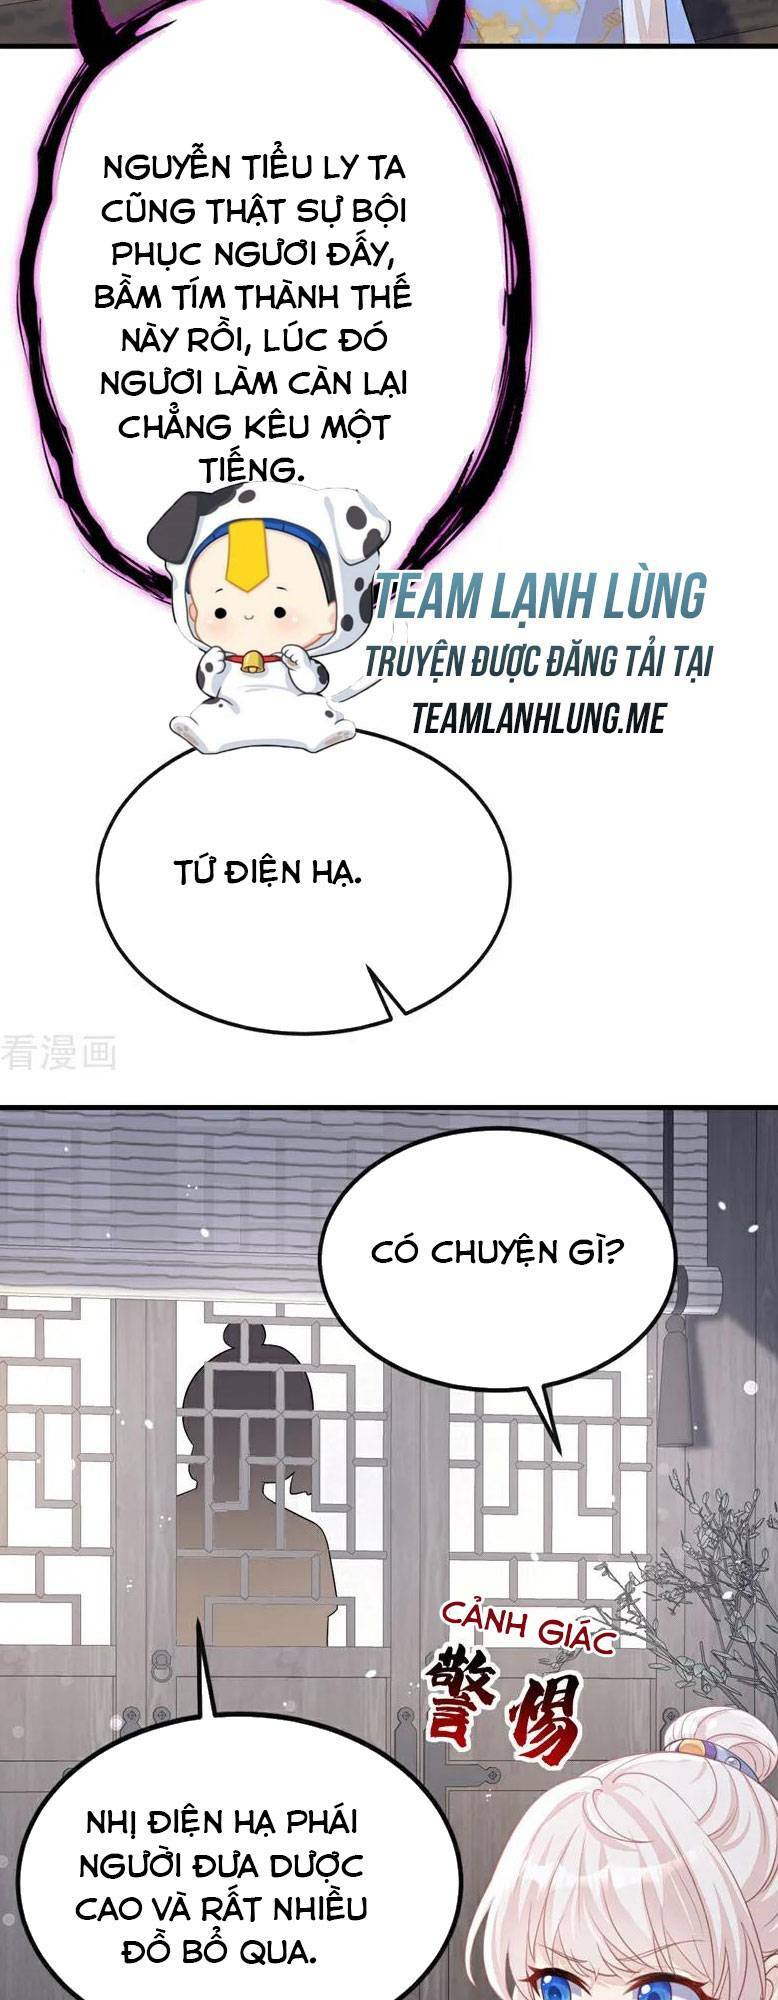 NGUYỄN TIỂU LY TA
CŨNG THẬT SỰ BỘI
PHỤC NGƯƠI ĐẤY,
BẦM TÍM THÀNH THẾ
NÀY RỒI, LÚC ĐÓ
NGƯƠI LÀM CÀN LẠI
CHẲNG KÊU MỘT
TIẾNG.
TEAM LẠNH LÙNG
TRUYỆN ĐƯỢC ĐĂNG TẢI TẠI
TEAMLANHLUNG.ME
TỨ ĐIỆN HẠ.
看漫画
CÓ CHUYỆN GÌ?
CẢNH GIÁC
警惕
NHỊ ĐIỆN HẠ PHÁI
NGƯỜI ĐƯA DƯỢC
CAO VÀ RẤT NHIỀU
ĐỒ BỔ QUA.